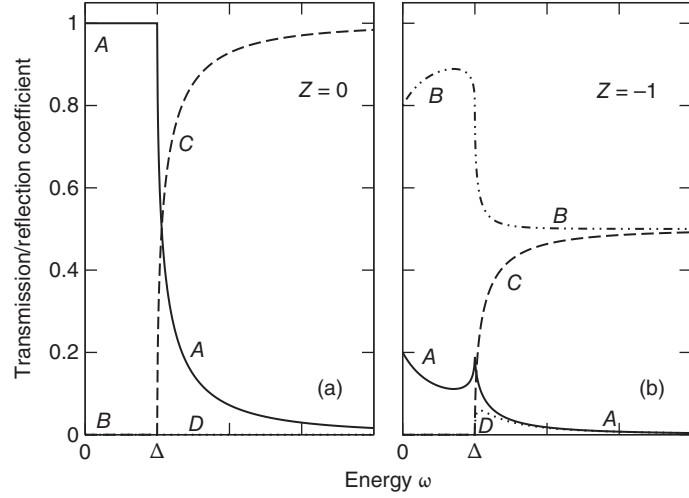 Transmission/reflection coefficient
1
0.8
0.6
0.4
0.2
0
A
Z = 0
C
A
(a)
B
D
0
Δ
B
Z = −1
B
C
A
(b)
D
A
0
Δ
Energy ω